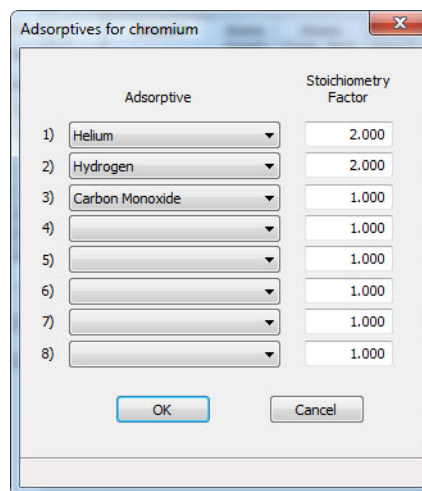 Adsorptives for chromium
Adsorptive
Stoichiometry
Factor
1) Helium 2.000
2) Hydrogen 2.000
3) Carbon Monoxide 1.000
4) 1.000
5) 1.000
6) 1.000
7) 1.000
8) 1.000
OK Cancel